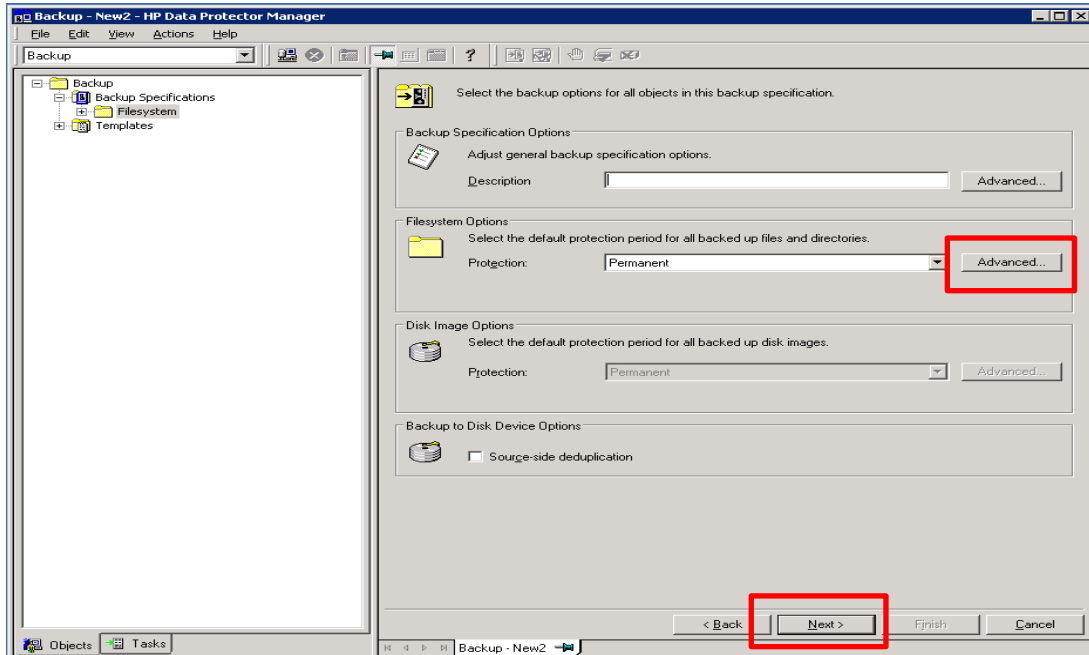 Backup - New2 - HP Data Protector Manager
File Edit View Actions Help
Backup
?
Backup
Backup Specifications
Filesystem
Templates
Select the backup options for all objects in this backup specification.
Backup Specification Options
Adjust general backup specification options.
Description
Advanced...
Filesystem Options
Select the default protection period for all backed up files and directories.
Protection: Permanent Advanced...
Disk Image Options
Select the default protection period for all backed up disk images.
Protection: Permanent Advanced...
Backup to Disk Device Options
Source-side deduplication
< Back Next > Finish Cancel
Objects Tasks
Backup - New2